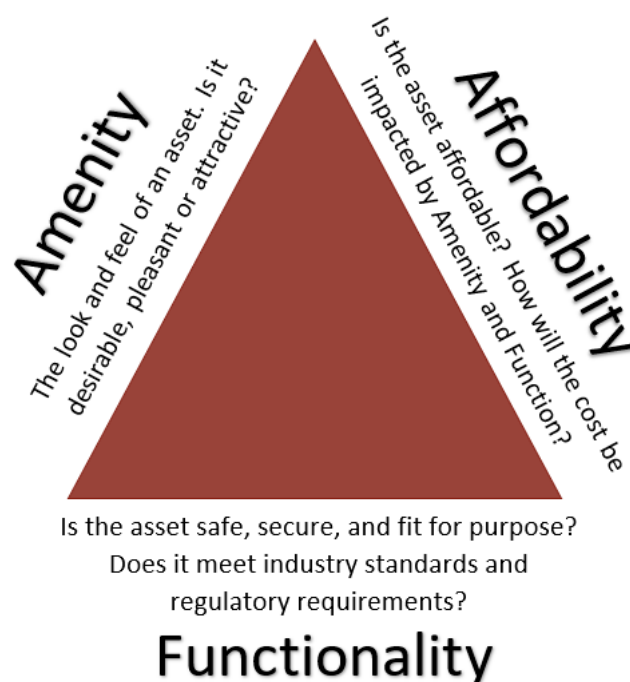 Amenity
The look and feel of an asset. Is it
desirable, pleasant or attractive?
Affordability
Is the asset affordable? How will the cost be
impacted by Amenity and Function?
Is the asset safe, secure, and fit for purpose?
Does it meet industry standards and
regulatory requirements?
Functionality